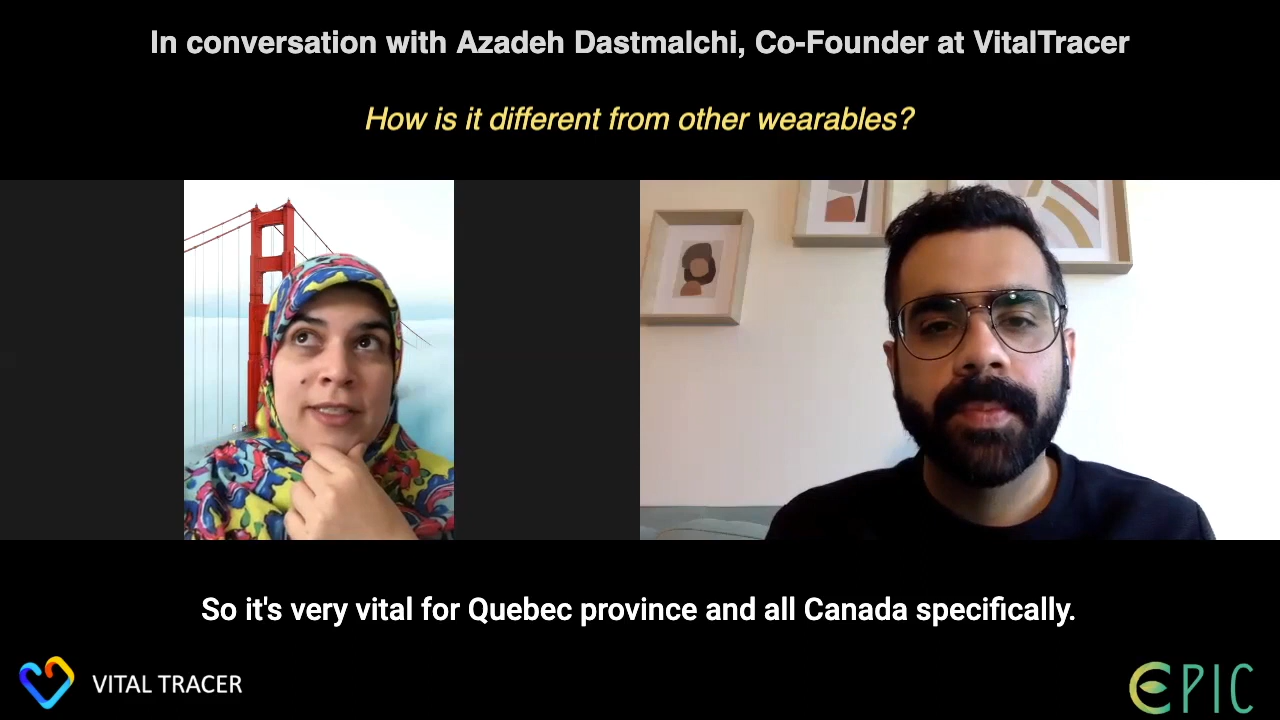 In conversation with Azadeh Dastmalchi, Co-Founder at VitalTracer
How is it different from other wearables?
So it's very vital for Quebec province and all Canada specifically.
VITAL TRACER
EPIC